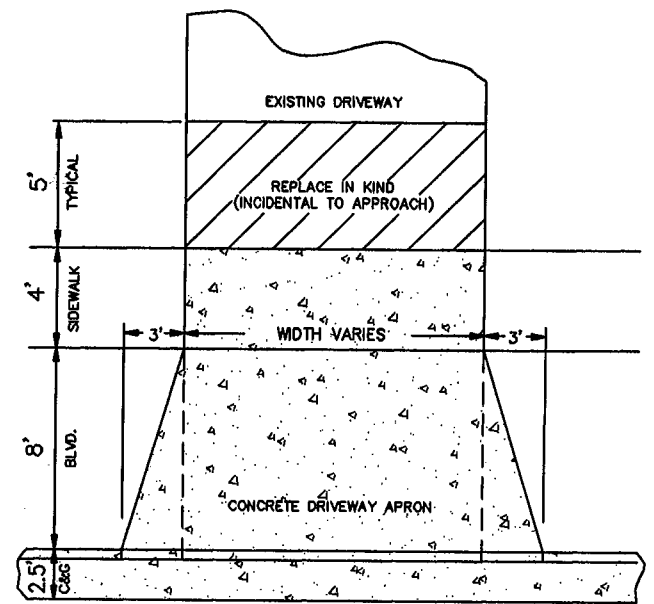 EXISTING DRIVEWAY
5'
TYPICAL
REPLACE IN KIND
(INCIDENTAL TO APPROACH)
4'
SIDEWALK
3'
WIDTH VARIES
3'
8'
BLVD.
CONCRETE DRIVEWAY APRON
2.5'
C&G